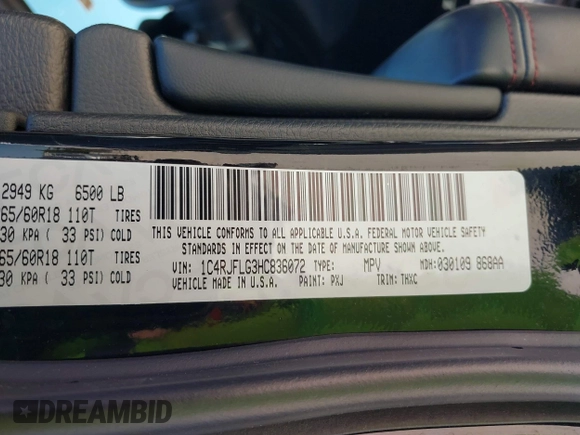 2949 KG 6500 LB
65/60R18 110T TIRES
30 KPA ( 33 PSI) COLD
65/60R18 110T TIRES
30 KPA ( 33 PSI) COLD
THIS VEHICLE CONFORMS TO ALL APPLICABLE U.S.A. FEDERAL MOTOR VEHICLE SAFETY
STANDARDS IN EFFECT ON THE DATE OF MANUFACTURE SHOWN ABOVE.
VIN: 1C4RJFLG3HC836072 TYPE: MPV MDH: 030109 868AA
VEHICLE MADE IN U.S.A. PAINT: PXJ TRIM: THXC
DREAMBID